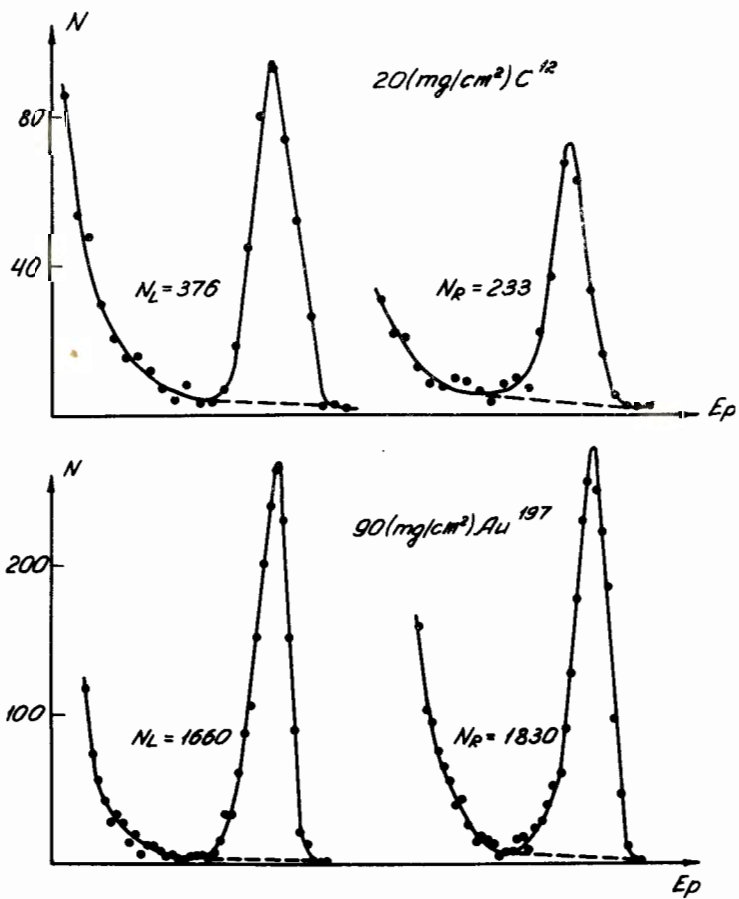 N
20(mg/cm²)C¹²
80
40
N_L = 376
N_R = 233
Ep
N
90(mg/cm²)Au¹⁹⁷
200
100
N_L = 1660
N_R = 1830
Ep